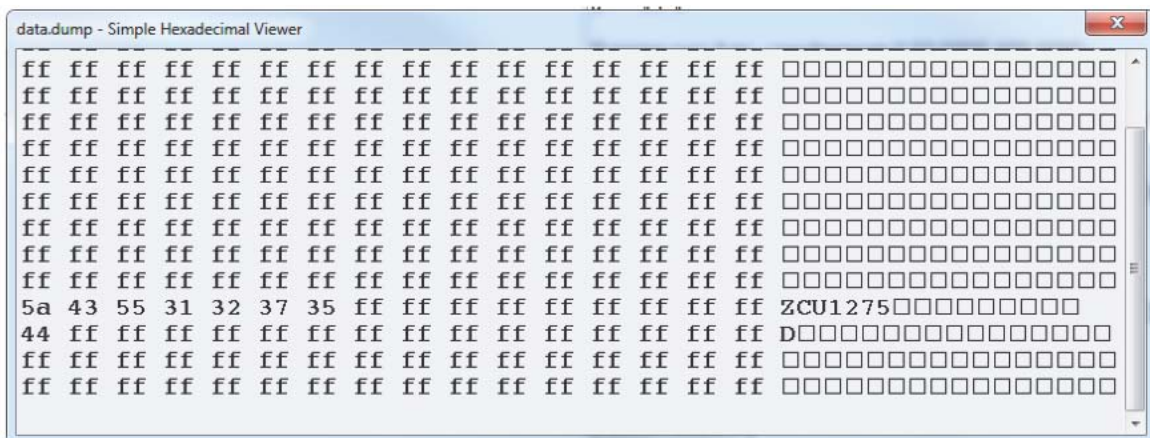 data.dump - Simple Hexadecimal Viewer
ff ff ff ff ff ff ff ff ff ff ff ff ff ff ff ff □□□□□□□□□□□□□□□□
ff ff ff ff ff ff ff ff ff ff ff ff ff ff ff ff □□□□□□□□□□□□□□□□
ff ff ff ff ff ff ff ff ff ff ff ff ff ff ff ff □□□□□□□□□□□□□□□□
ff ff ff ff ff ff ff ff ff ff ff ff ff ff ff ff □□□□□□□□□□□□□□□□
ff ff ff ff ff ff ff ff ff ff ff ff ff ff ff ff □□□□□□□□□□□□□□□□
ff ff ff ff ff ff ff ff ff ff ff ff ff ff ff ff □□□□□□□□□□□□□□□□
ff ff ff ff ff ff ff ff ff ff ff ff ff ff ff ff □□□□□□□□□□□□□□□□
ff ff ff ff ff ff ff ff ff ff ff ff ff ff ff ff □□□□□□□□□□□□□□□□
ff ff ff ff ff ff ff ff ff ff ff ff ff ff ff ff □□□□□□□□□□□□□□□□
5a 43 55 31 32 37 35 ff ff ff ff ff ff ff ff ff ZCU1275□□□□□□□□□
44 ff ff ff ff ff ff ff ff ff ff ff ff ff ff ff D□□□□□□□□□□□□□□□
ff ff ff ff ff ff ff ff ff ff ff ff ff ff ff ff □□□□□□□□□□□□□□□□
ff ff ff ff ff ff ff ff ff ff ff ff ff ff ff ff □□□□□□□□□□□□□□□□